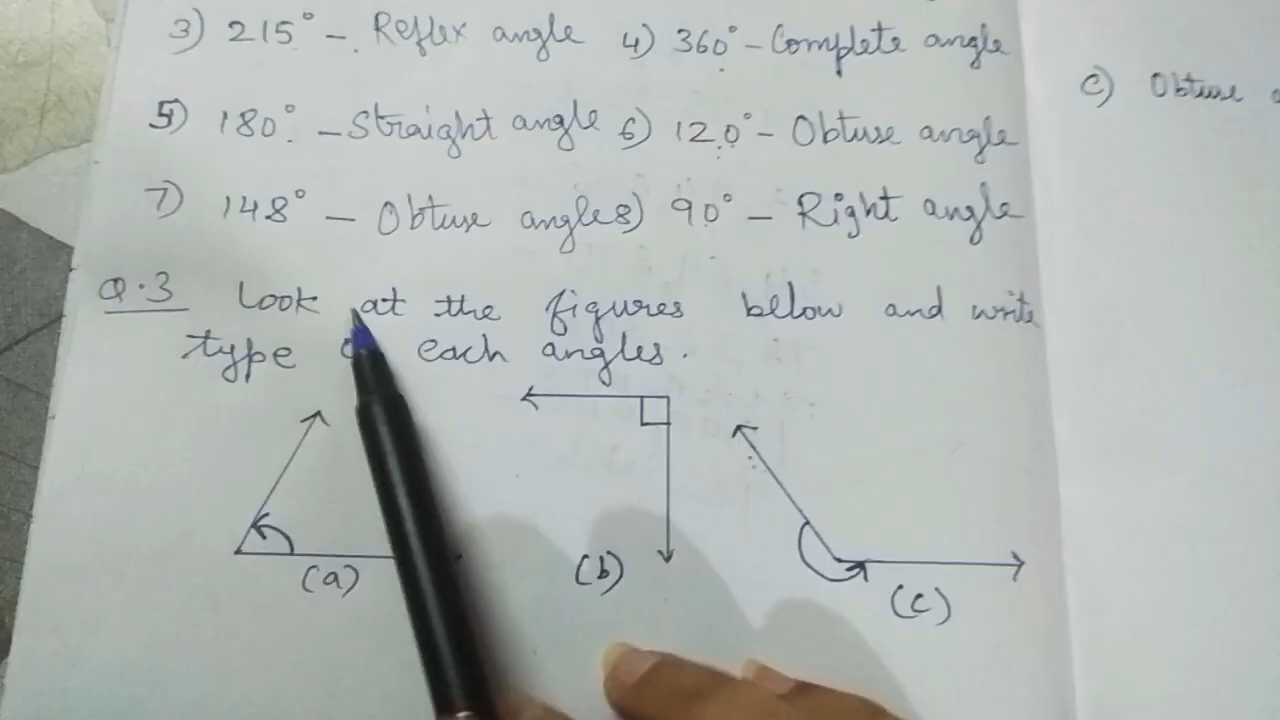 3) 215° - Reflex angle 4) 360° - Complete angle
5) 180° - Straight angle 6) 120° - Obtuse angle
7) 148° - Obtuse angle 8) 90° - Right angle
Q.3 Look at the figures below and write
type each angles.
(a) (b) (c)
c) Obtuse